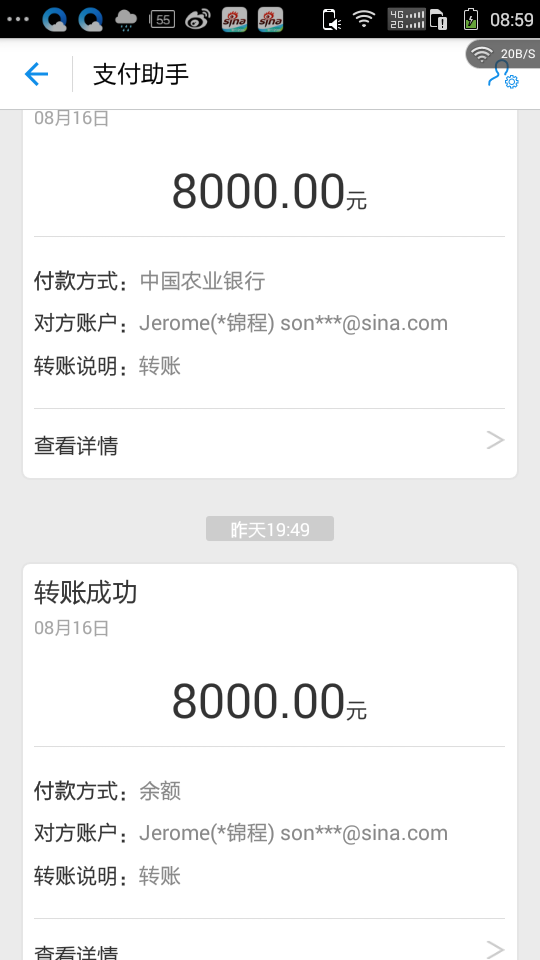 55
sina
sina
4G
2G
08:59
支付助手
20B/S
08月16日
8000.00元
付款方式：中国农业银行
对方账户：Jerome(*锦程) son***@sina.com
转账说明：转账
查看详情
昨天19:49
转账成功
08月16日
8000.00元
付款方式：余额
对方账户：Jerome(*锦程) son***@sina.com
转账说明：转账
查看详情